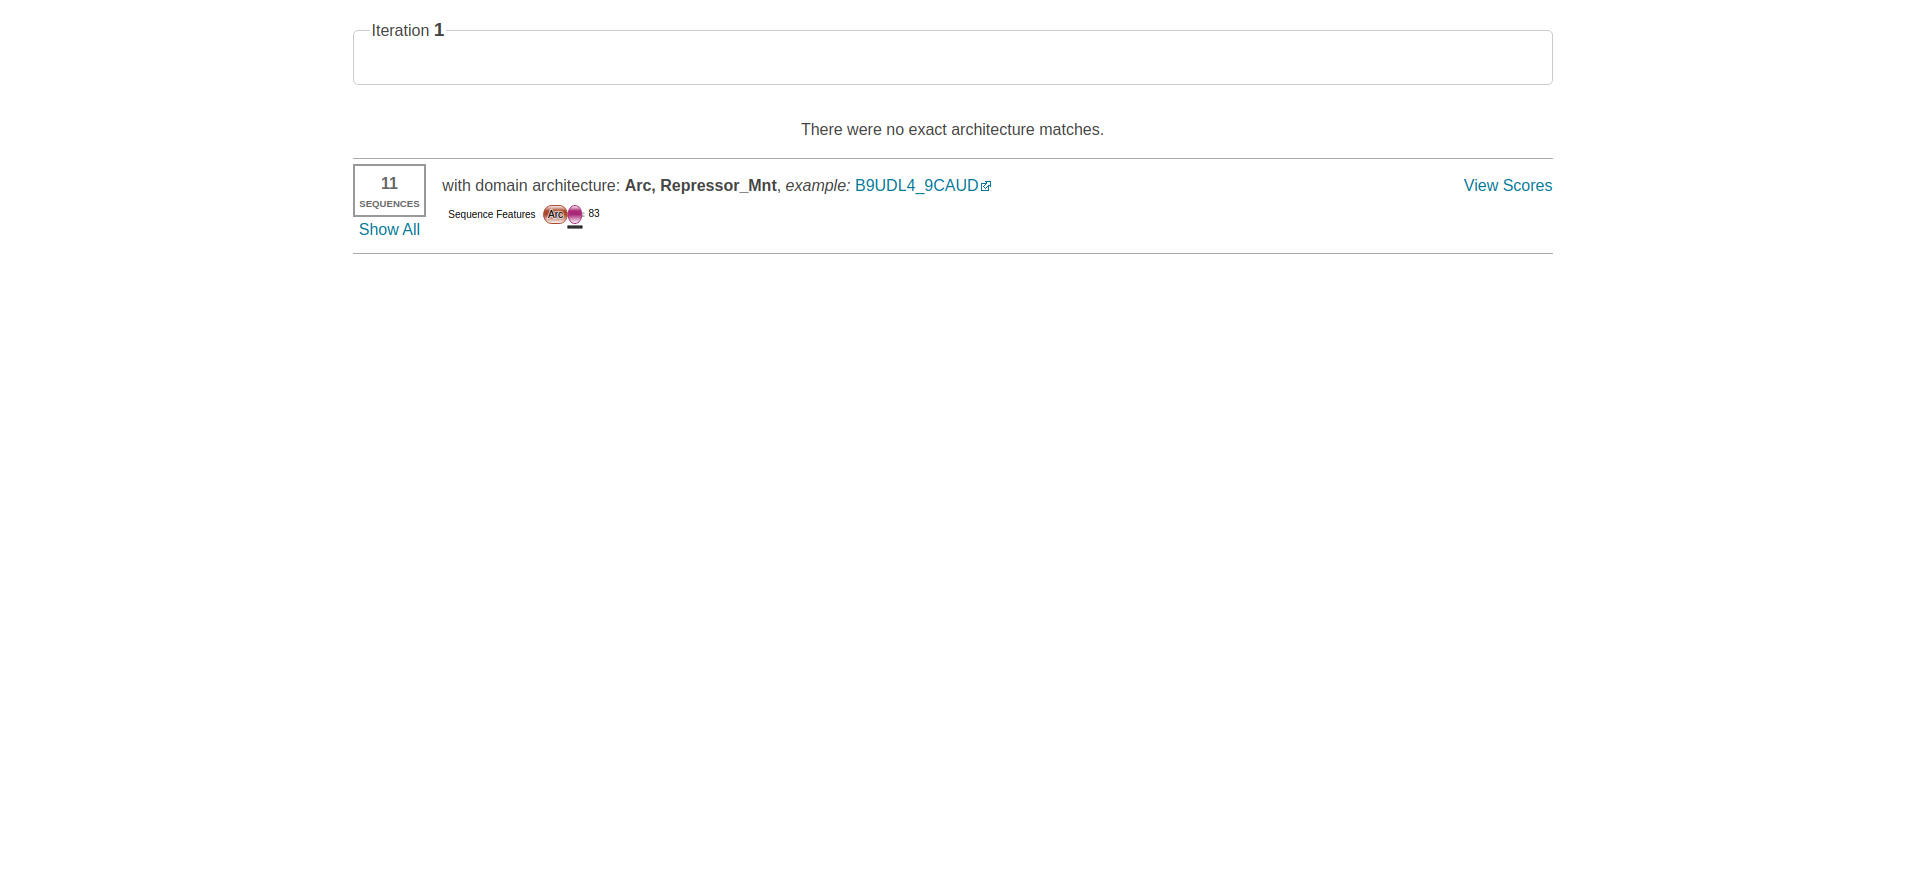 Iteration 1
There were no exact architecture matches.
11
SEQUENCES
Show All
with domain architecture: Arc, Repressor_Mnt, example: B9UDL4_9CAUD
View Scores
Sequence Features Arc 83